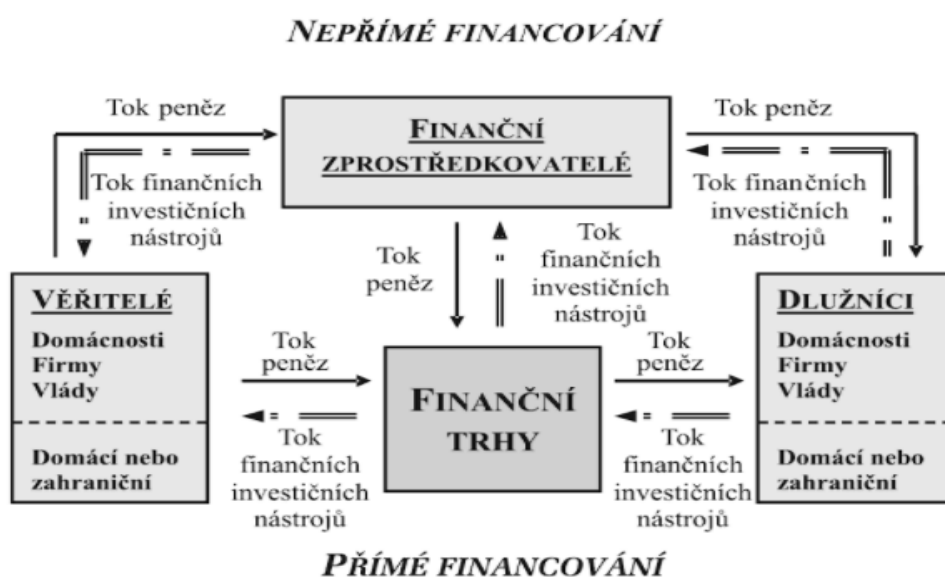 NEPŘÍMÉ FINANCOVÁNÍ
Tok peněz
FINANČNÍ
ZPROSTŘEDKOVATELÉ
Tok peněz
Tok finančních
investičních
nástrojů
Tok finančních
investičních
nástrojů
Tok
peněz
Tok
finančních
investičních
nástrojů
VĚŘITELÉ
Domácnosti
Firmy
Vlády
Domácí nebo
zahraniční
Tok
peněz
Tok
finančních
investičních
nástrojů
FINANČNÍ
TRHY
Tok
peněz
Tok
finančních
investičních
nástrojů
DLUŽNÍCI
Domácnosti
Firmy
Vlády
Domácí nebo
zahraniční
PŘÍMÉ FINANCOVÁNÍ